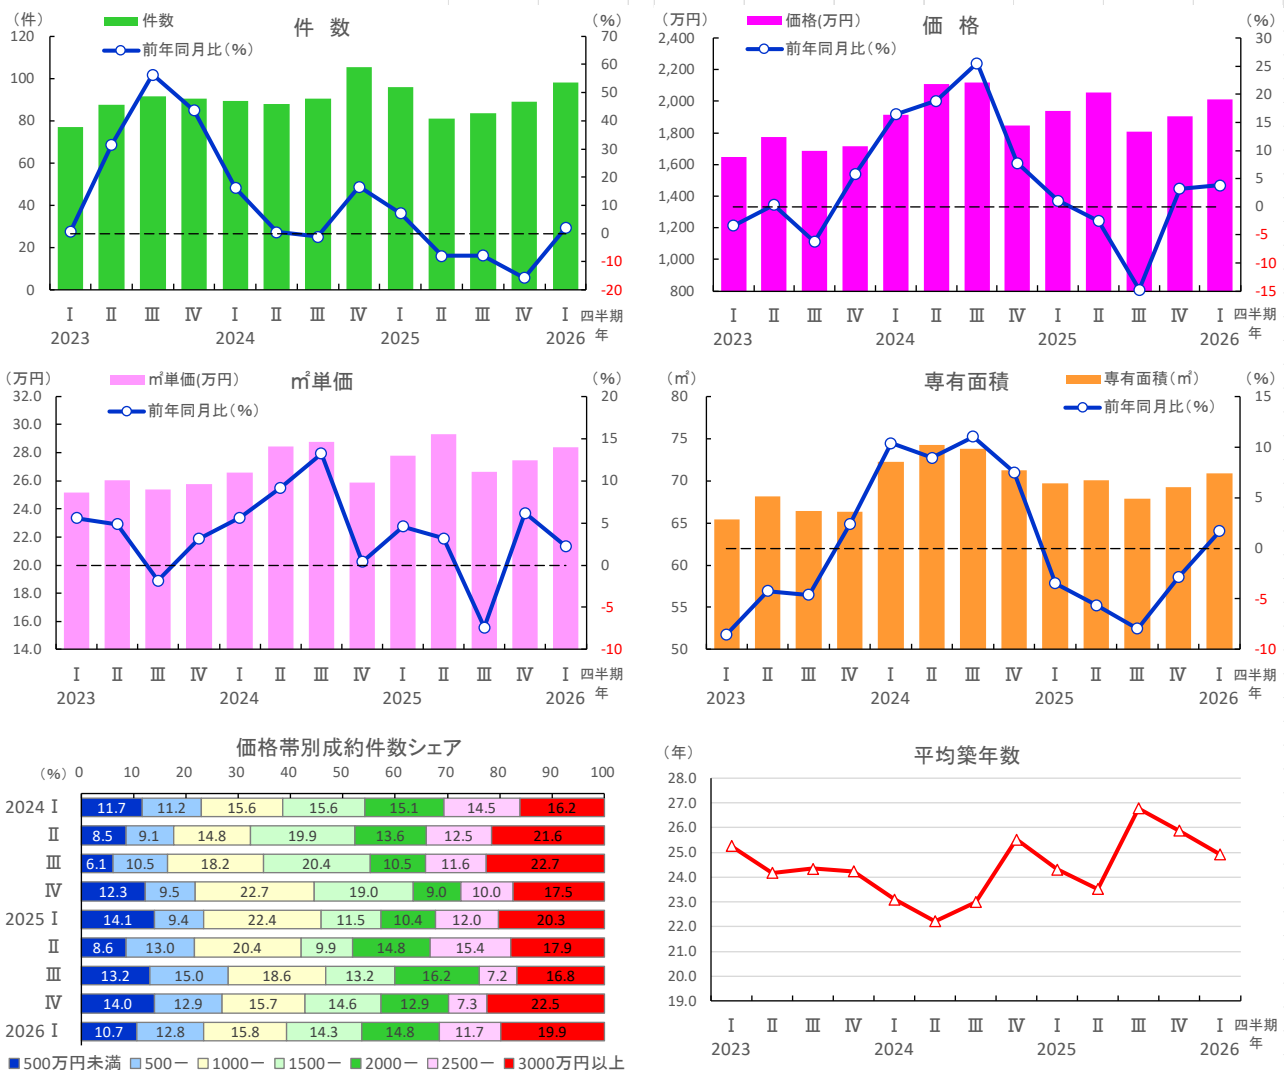 件 数
(件)
(%)
件数
前年同月比(%)
120
100
80
60
40
20
0
70
60
50
40
30
20
10
0
-10
-20
Ⅰ Ⅱ Ⅲ Ⅳ Ⅰ Ⅱ Ⅲ Ⅳ Ⅰ Ⅱ Ⅲ Ⅳ Ⅰ 四半期
2023 2024 2025 2026 年
価 格
(万円)
(%)
価格(万円)
前年同月比(%)
2,400
2,200
2,000
1,800
1,600
1,400
1,200
1,000
800
30
25
20
15
10
5
0
-5
-10
-15
Ⅰ Ⅱ Ⅲ Ⅳ Ⅰ Ⅱ Ⅲ Ⅳ Ⅰ Ⅱ Ⅲ Ⅳ Ⅰ 四半期
2023 2024 2025 2026 年
㎡単価
(万円)
(%)
㎡単価(万円)
前年同月比(%)
32.0
30.0
28.0
26.0
24.0
22.0
20.0
18.0
16.0
14.0
20
15
10
5
0
-5
-10
Ⅰ Ⅱ Ⅲ Ⅳ Ⅰ Ⅱ Ⅲ Ⅳ Ⅰ Ⅱ Ⅲ Ⅳ Ⅰ 四半期
2023 2024 2025 2026 年
専有面積
(㎡)
(%)
専有面積(㎡)
前年同月比(%)
80
75
70
65
60
55
50
15
10
5
0
-5
-10
Ⅰ Ⅱ Ⅲ Ⅳ Ⅰ Ⅱ Ⅲ Ⅳ Ⅰ Ⅱ Ⅲ Ⅳ Ⅰ 四半期
2023 2024 2025 2026 年
価格帯別成約件数シェア
(%) 0 10 20 30 40 50 60 70 80 90 100
2024 Ⅰ 11.7 11.2 15.6 15.6 15.1 14.5 16.2
Ⅱ 8.5 9.1 14.8 19.9 13.6 12.5 21.6
Ⅲ 6.1 10.5 18.2 20.4 10.5 11.6 22.7
Ⅳ 12.3 9.5 22.7 19.0 9.0 10.0 17.5
2025 Ⅰ 14.1 9.4 22.4 11.5 10.4 12.0 20.3
Ⅱ 8.6 13.0 20.4 9.9 14.8 15.4 17.9
Ⅲ 13.2 15.0 18.6 13.2 16.2 7.2 16.8
Ⅳ 14.0 12.9 15.7 14.6 12.9 7.3 22.5
2026 Ⅰ 10.7 12.8 15.8 14.3 14.8 11.7 19.9
500万円未満 500ー 1000ー 1500ー 2000ー 2500ー 3000万円以上
平均築年数
(年)
28.0
27.0
26.0
25.0
24.0
23.0
22.0
21.0
20.0
19.0
Ⅰ Ⅱ Ⅲ Ⅳ Ⅰ Ⅱ Ⅲ Ⅳ Ⅰ Ⅱ Ⅲ Ⅳ Ⅰ 四半期
2023 2024 2025 2026 年